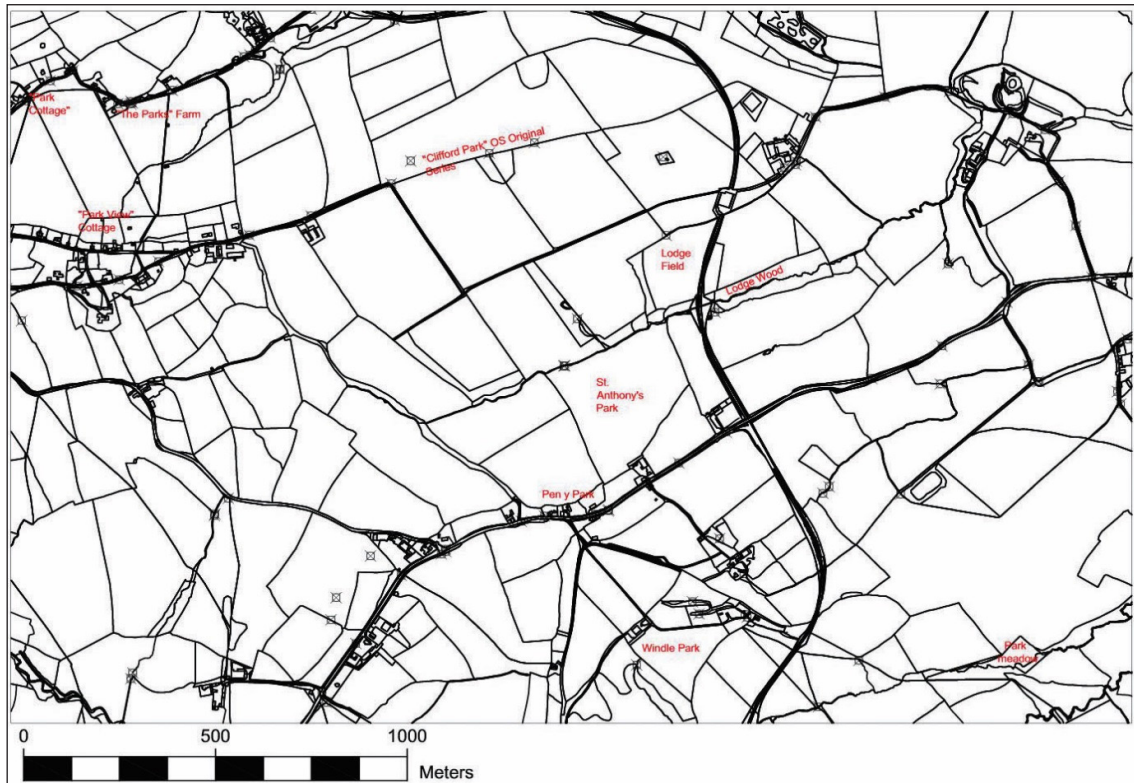 "Park
Cottage"
"The Parks" Farm
"Clifford Park" OS Original
Series
"Park View"
Cottage
Lodge
Field
Lodge Wood
St.
Anthony's
Park
Pen y Park
Windle Park
Park
meadow
0
500
1000
Meters